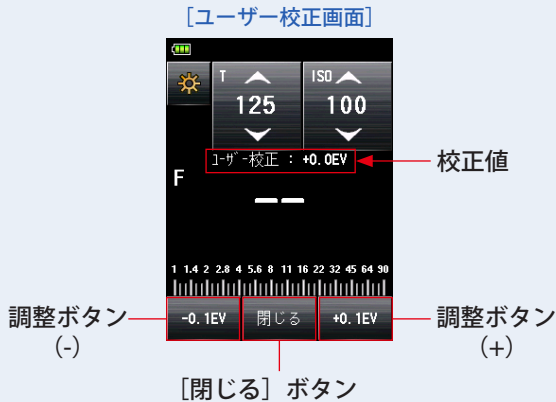 ［ユーザー校正画面］
T
ISO
125
100
ユーザー校正 : +0.0EV
校正値
F
1 1.4 2 2.8 4 5.6 8 11 16 22 32 45 64 90
調整ボタン
(-)
-0.1EV
閉じる
+0.1EV
調整ボタン
(+)
［閉じる］ボタン